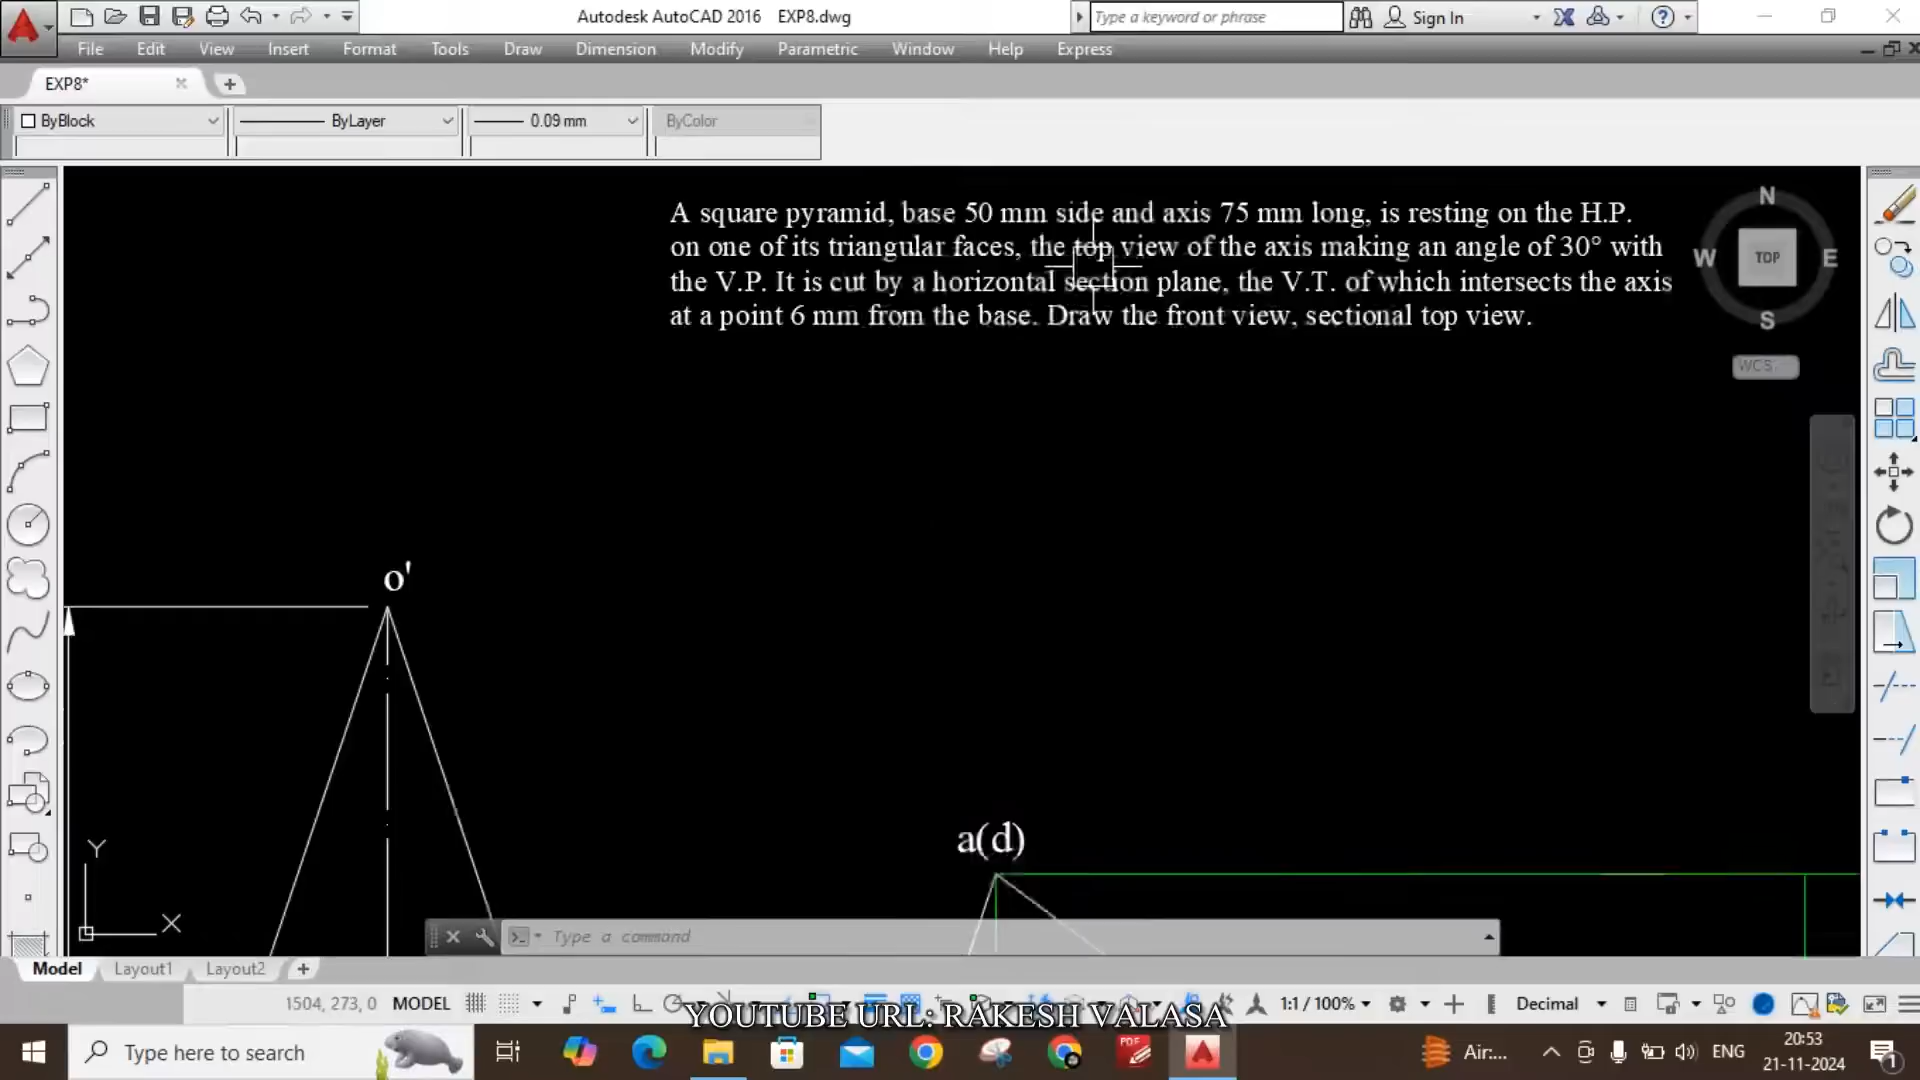 Autodesk AutoCAD 2016 EXP8.dwg
Type a keyword or phrase
Sign In
File Edit View Insert Format Tools Draw Dimension Modify Parametric Window Help Express
EXP8*
ByBlock
ByLayer
0.09 mm
ByColor
A square pyramid, base 50 mm side and axis 75 mm long, is resting on the H.P.
on one of its triangular faces, the top view of the axis making an angle of 30° with
the V.P. It is cut by a horizontal section plane, the V.T. of which intersects the axis
at a point 6 mm from the base. Draw the front view, sectional top view.
N
W TOP E
S
WCS
o'
a(d)
Y
X
Type a command
Model Layout1 Layout2
1504, 273, 0 MODEL 1:1 / 100% Decimal
YOUTUBE URL: RAKESH VALASA
Type here to search
PDF
Air:...
ENG
20:53
21-11-2024
1